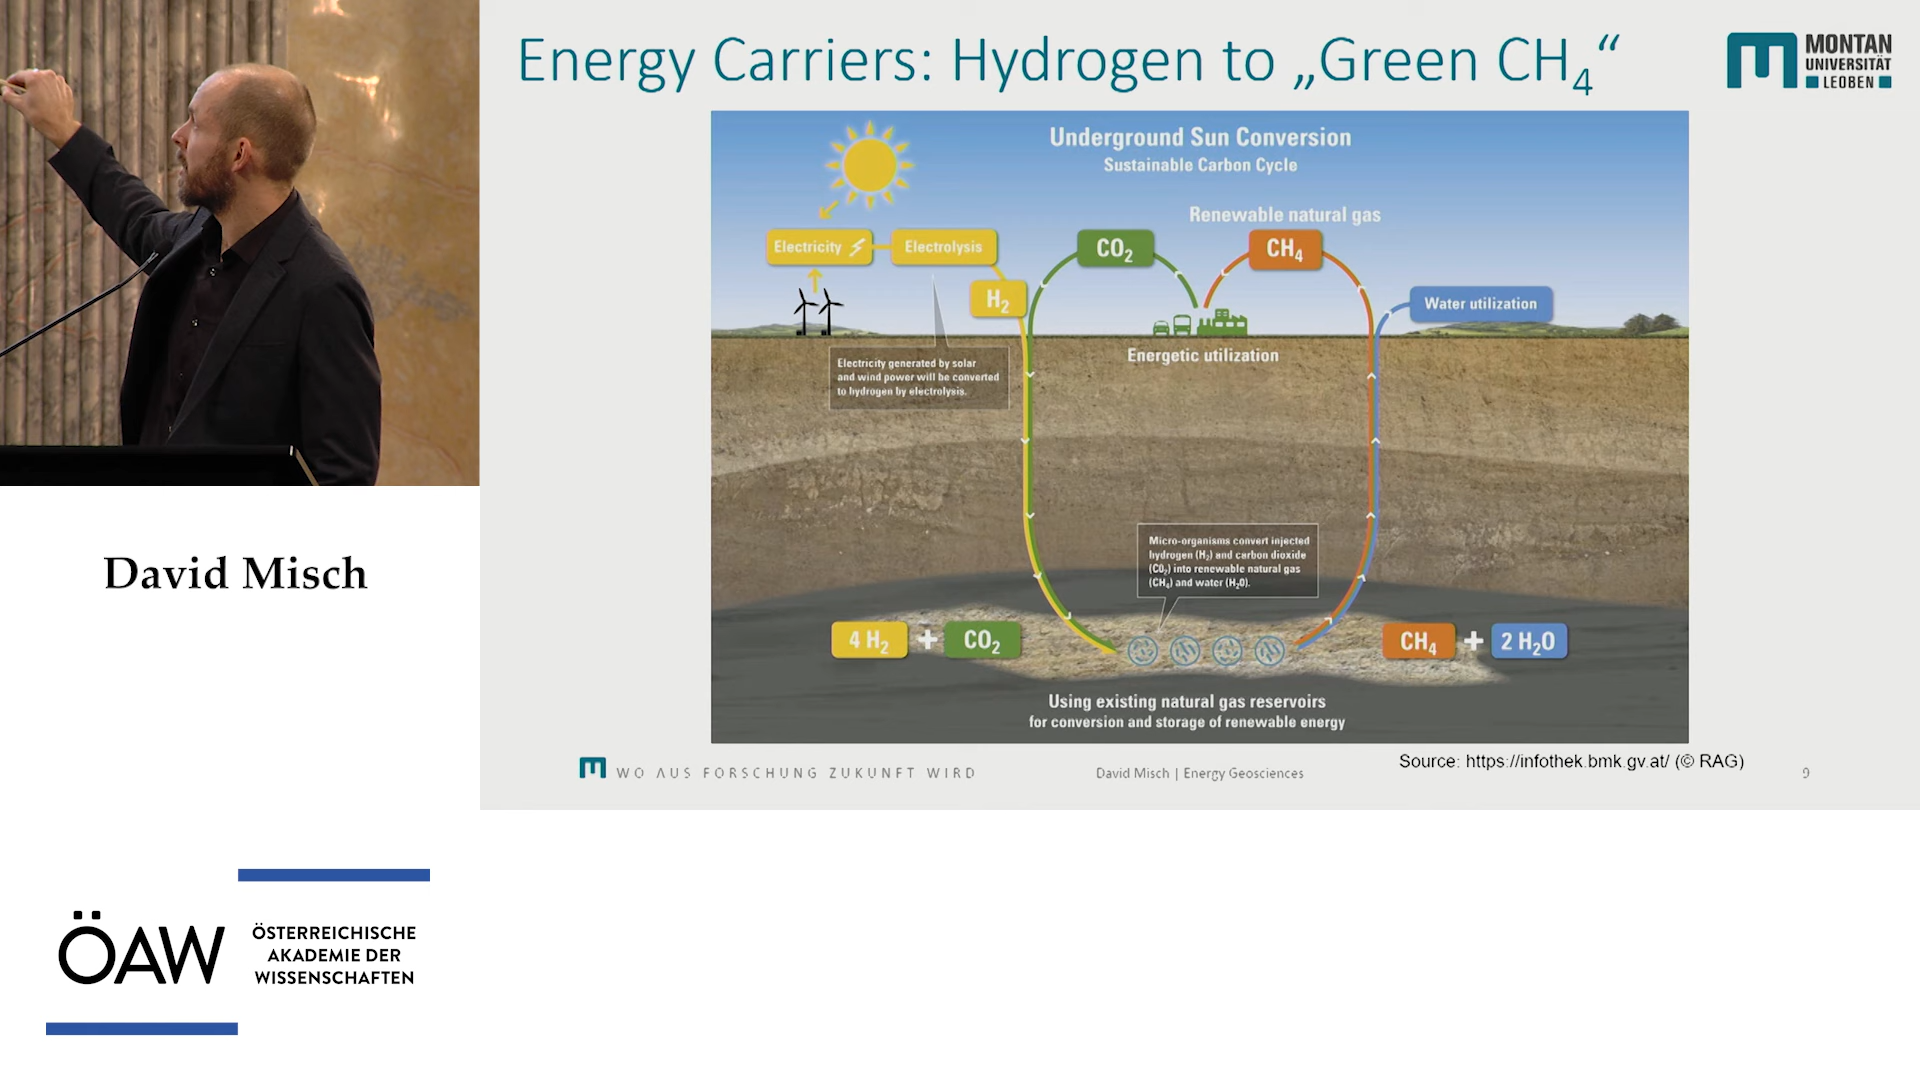 Energy Carriers: Hydrogen to „Green CH₄“
MONTAN
UNIVERSITÄT
LEOBEN
Underground Sun Conversion
Sustainable Carbon Cycle
Renewable natural gas
Electricity
Electrolysis
CO₂
CH₄
H₂
Water utilization
Energetic utilization
Electricity generated by solar
and wind power will be converted
to hydrogen by electrolysis.
Micro-organisms convert injected
hydrogen (H₂) and carbon dioxide
(CO₂) into renewable natural gas
(CH₄) and water (H₂O).
4 H₂ + CO₂
CH₄ + 2 H₂O
Using existing natural gas reservoirs
for conversion and storage of renewable energy
Source: https://infothek.bmk.gv.at/ (© RAG)
WO AUS FORSCHUNG ZUKUNFT WIRD
David Misch | Energy Geosciences
9
David Misch
ÖAW
ÖSTERREICHISCHE
AKADEMIE DER
WISSENSCHAFTEN